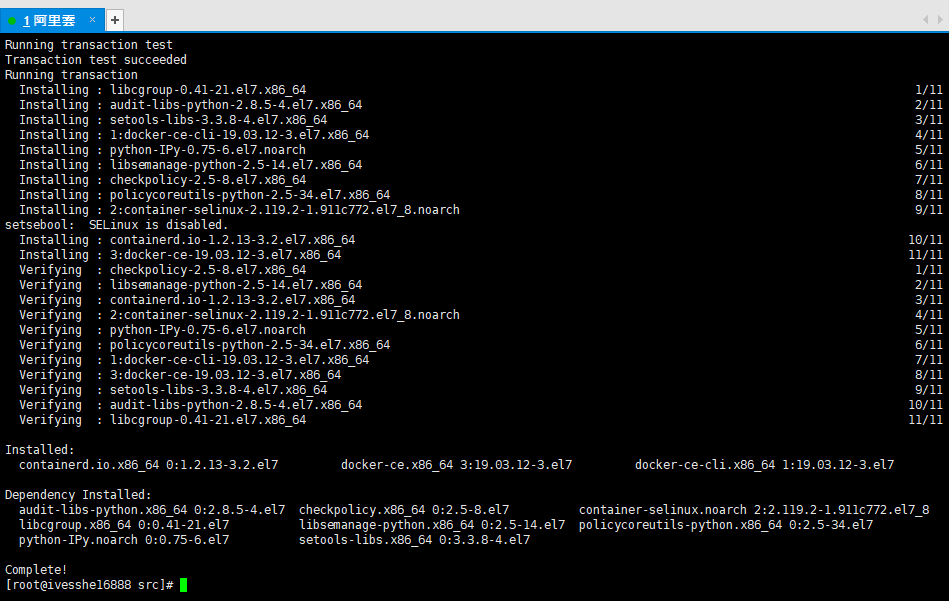 1 阿里云 × +
Running transaction test
Transaction test succeeded
Running transaction
Installing : libcgroup-0.41-21.el7.x86_64 1/11
Installing : audit-libs-python-2.8.5-4.el7.x86_64 2/11
Installing : setools-libs-3.3.8-4.el7.x86_64 3/11
Installing : 1:docker-ce-cli-19.03.12-3.el7.x86_64 4/11
Installing : python-IPy-0.75-6.el7.noarch 5/11
Installing : libsemanage-python-2.5-14.el7.x86_64 6/11
Installing : checkpolicy-2.5-8.el7.x86_64 7/11
Installing : policycoreutils-python-2.5-34.el7.x86_64 8/11
Installing : 2:container-selinux-2.119.2-1.911c772.el7_8.noarch 9/11
setsebool:  SELinux is disabled.
Installing : containerd.io-1.2.13-3.2.el7.x86_64 10/11
Installing : 3:docker-ce-19.03.12-3.el7.x86_64 11/11
Verifying  : checkpolicy-2.5-8.el7.x86_64 1/11
Verifying  : libsemanage-python-2.5-14.el7.x86_64 2/11
Verifying  : containerd.io-1.2.13-3.2.el7.x86_64 3/11
Verifying  : 2:container-selinux-2.119.2-1.911c772.el7_8.noarch 4/11
Verifying  : python-IPy-0.75-6.el7.noarch 5/11
Verifying  : policycoreutils-python-2.5-34.el7.x86_64 6/11
Verifying  : 1:docker-ce-cli-19.03.12-3.el7.x86_64 7/11
Verifying  : 3:docker-ce-19.03.12-3.el7.x86_64 8/11
Verifying  : setools-libs-3.3.8-4.el7.x86_64 9/11
Verifying  : audit-libs-python-2.8.5-4.el7.x86_64 10/11
Verifying  : libcgroup-0.41-21.el7.x86_64 11/11
Installed:
containerd.io.x86_64 0:1.2.13-3.2.el7 docker-ce.x86_64 3:19.03.12-3.el7 docker-ce-cli.x86_64 1:19.03.12-3.el7
Dependency Installed:
audit-libs-python.x86_64 0:2.8.5-4.el7 checkpolicy.x86_64 0:2.5-8.el7 container-selinux.noarch 2:2.119.2-1.911c772.el7_8
libcgroup.x86_64 0:0.41-21.el7 libsemanage-python.x86_64 0:2.5-14.el7 policycoreutils-python.x86_64 0:2.5-34.el7
python-IPy.noarch 0:0.75-6.el7 setools-libs.x86_64 0:3.3.8-4.el7
Complete!
[root@ivesshe16888 src]#